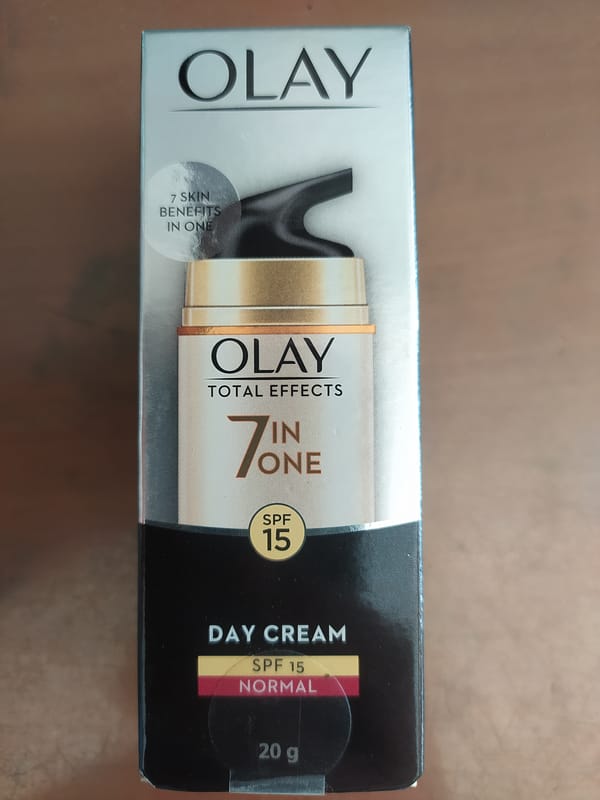 OLAY
7 SKIN
BENEFITS
IN ONE
OLAY
TOTAL EFFECTS
7 IN
ONE
SPF
15
DAY CREAM
SPF 15
NORMAL
20 g